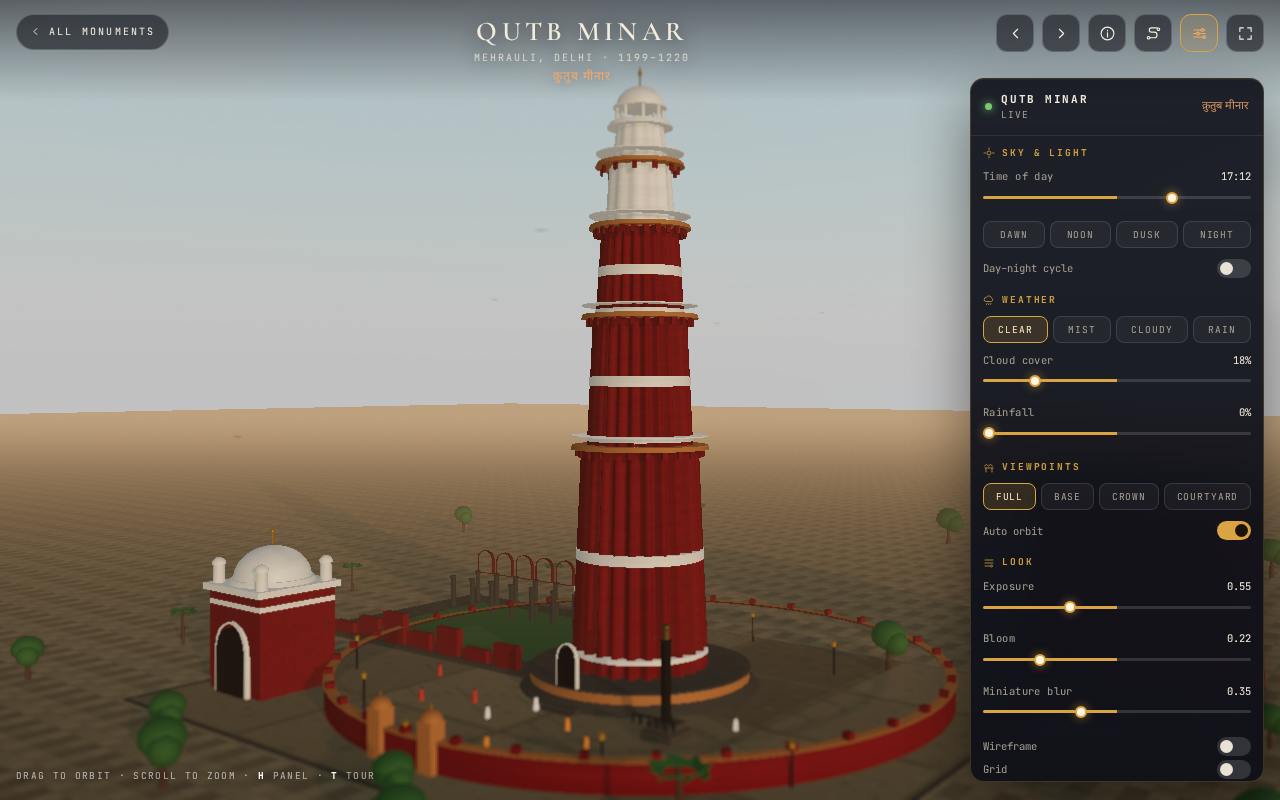 ALL MONUMENTS
QUTB MINAR
MEHRAULI, DELHI · 1199–1220
क़ुतुब मीनार
QUTB MINAR
LIVE
क़ुतुब मीनार
SKY & LIGHT
Time of day 17:12
DAWN NOON DUSK NIGHT
Day-night cycle
WEATHER
CLEAR MIST CLOUDY RAIN
Cloud cover 18%
Rainfall 0%
VIEWPOINTS
FULL BASE CROWN COURTYARD
Auto orbit
LOOK
Exposure 0.55
Bloom 0.22
Miniature blur 0.35
Wireframe
Grid
DRAG TO ORBIT · SCROLL TO ZOOM · H PANEL · T TOUR